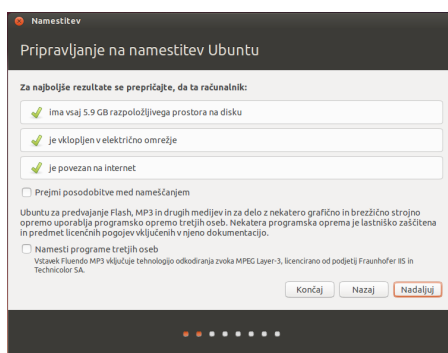 Namestitev
Pripravljanje na namestitev Ubuntu
Za najboljše rezultate se prepričajte, da ta računalnik:
ima vsaj 5.9 GB razpoložljivega prostora na disku
je vklopljen v električno omrežje
je povezan na internet
Prejmi posodobitve med nameščanjem
Ubuntu za predvajanje Flash, MP3 in drugih medijev in za delo z nekatero grafično in brezžično strojno
opremo uporablja programsko opremo tretjih oseb. Nekatera programska oprema je lastniško zaščitena
in predmet licenčnih pogojev vključenih v njeno dokumentacijo.
Namesti programe tretjih oseb
Vstavek Fluendo MP3 vključuje tehnologijo odkodiranja zvoka MPEG Layer-3, licencirano od podjetij Fraunhofer IIS in
Technicolor SA.
Končaj Nazaj Nadaljuj